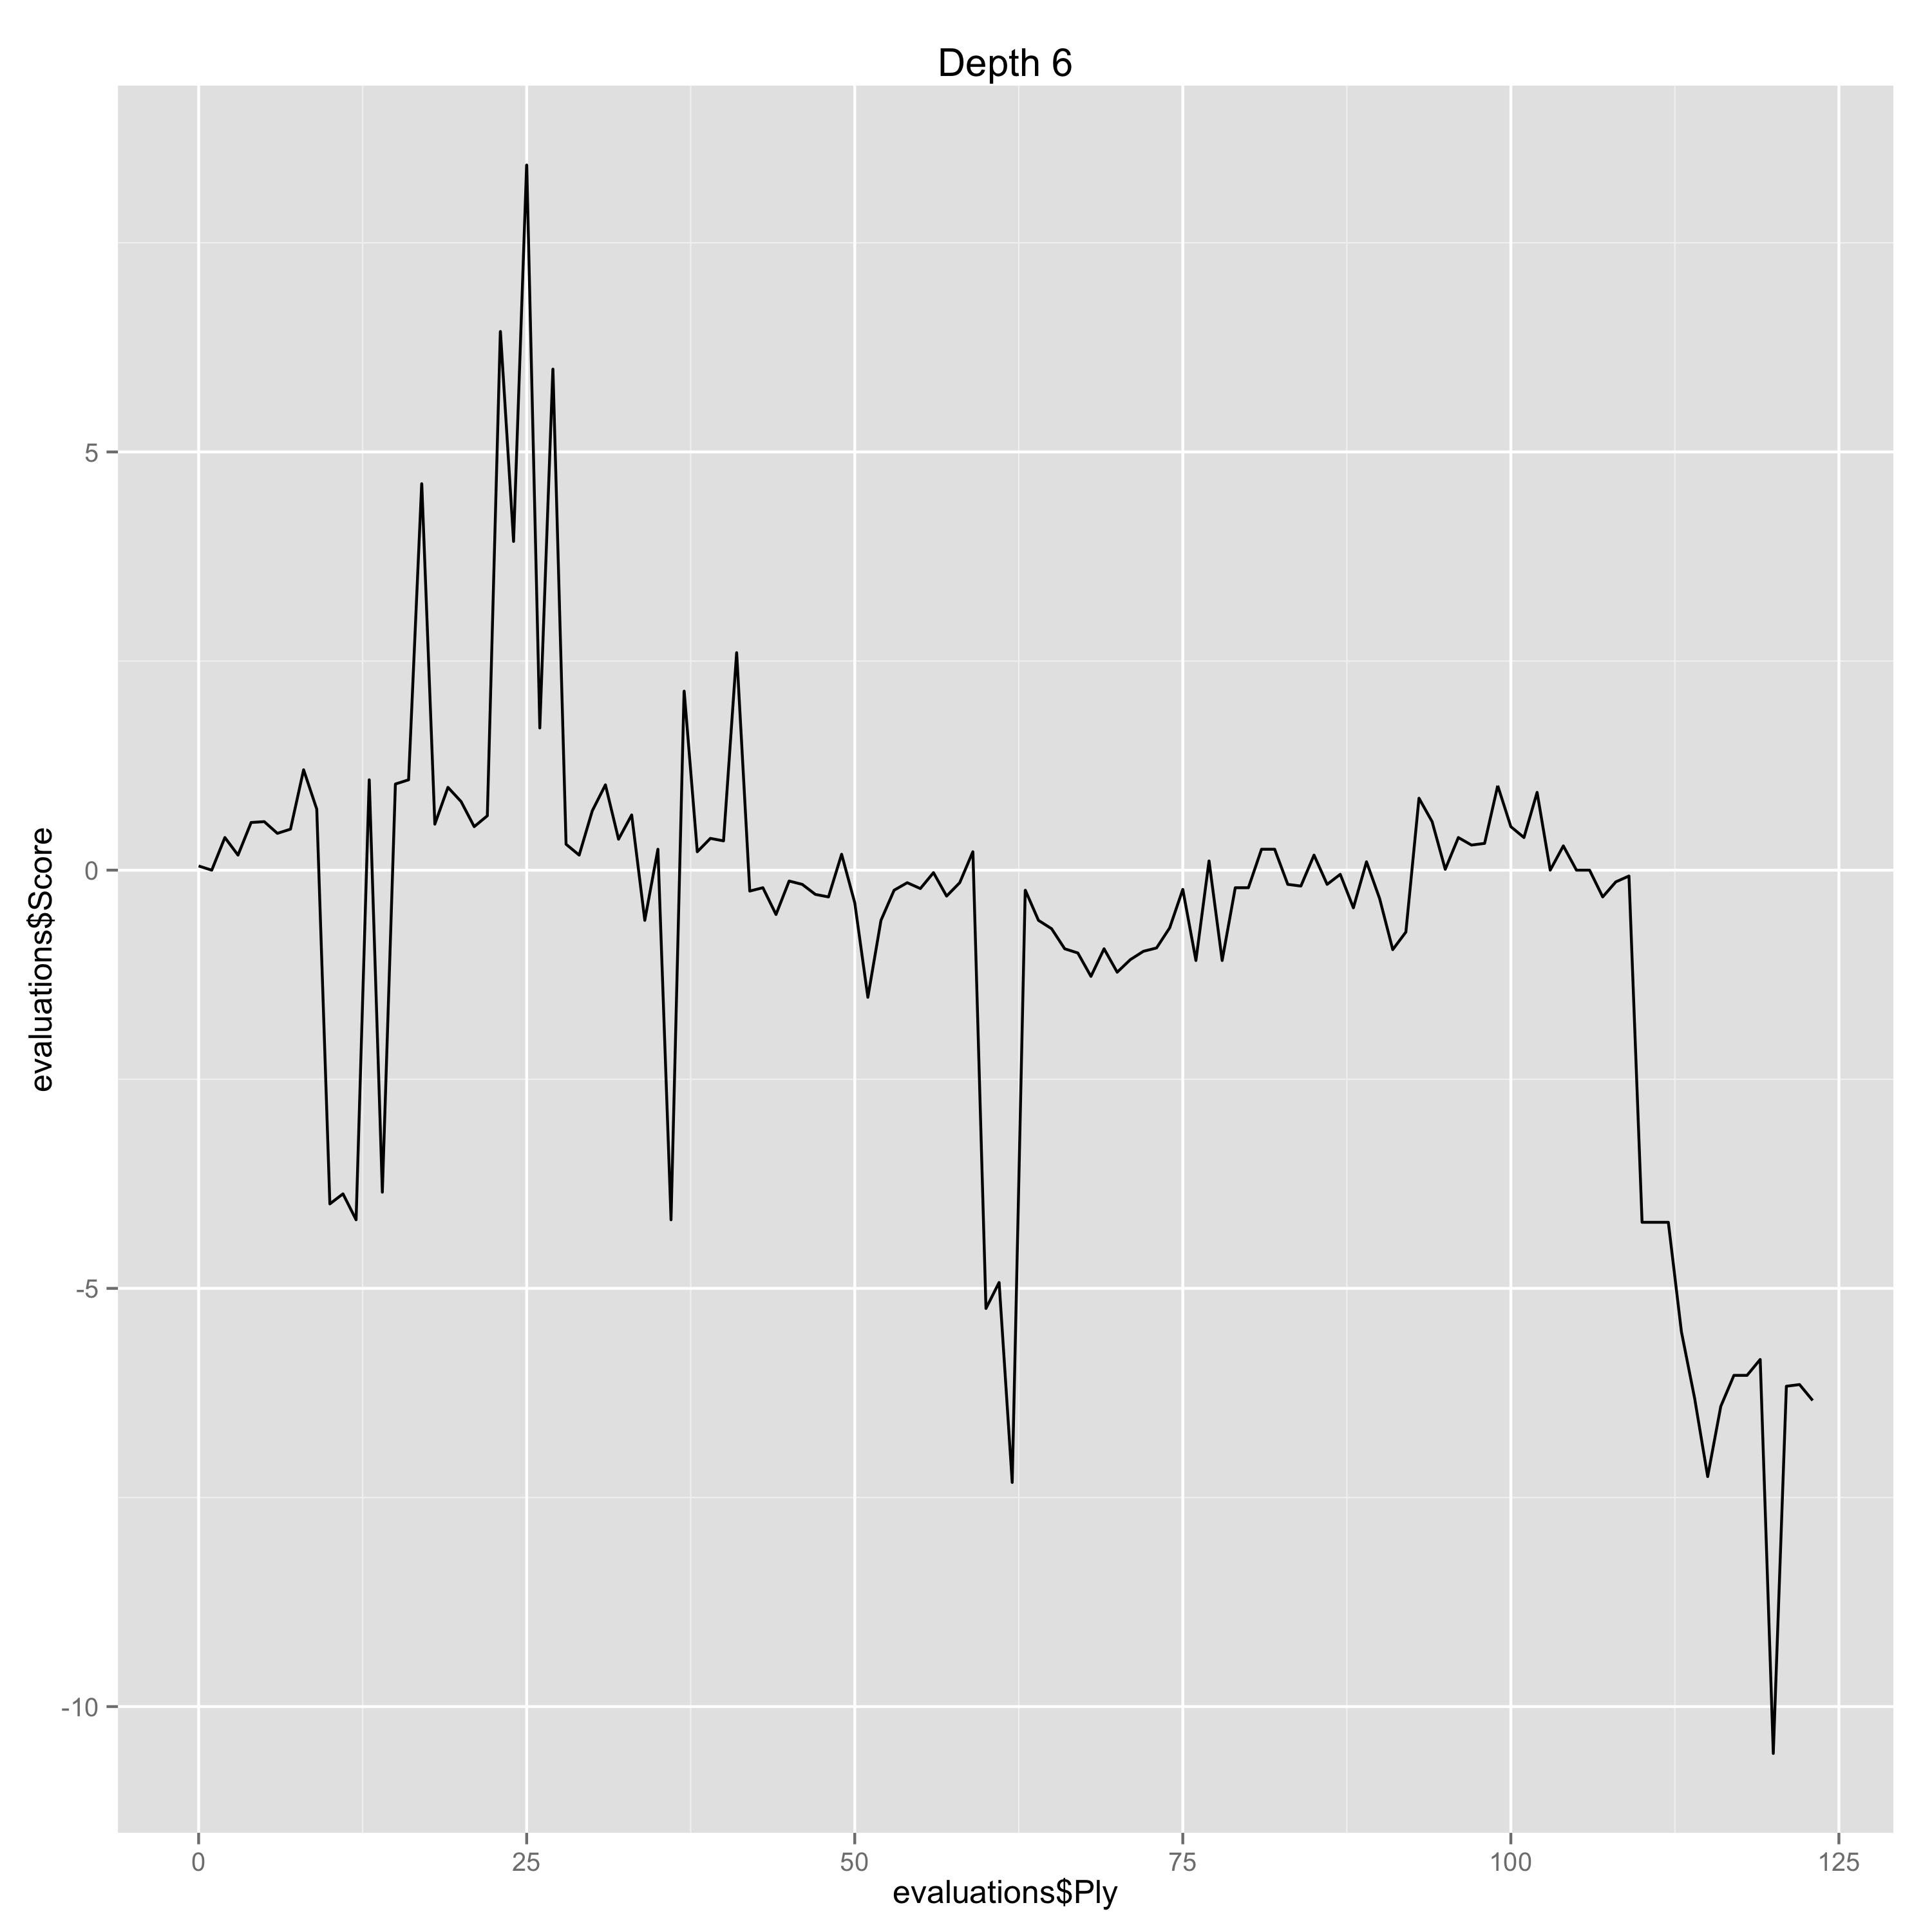 Depth 6
evaluations$Score
5
0
-5
-10
0 25 50 75 100 125
evaluations$Ply